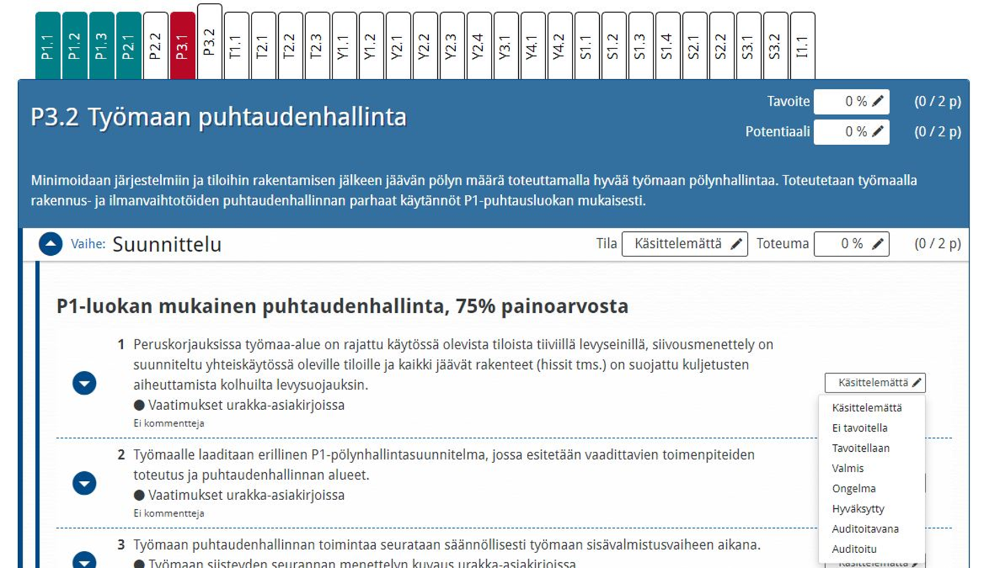 P1.1 P1.2 P1.3 P2.1 P2.2 P3.1 P3.2 T1.1 T2.1 T2.2 T2.3 Y1.1 Y1.2 Y2.1 Y2.2 Y2.3 Y2.4 Y3.1 Y4.1 Y4.2 S1.1 S1.2 S1.3 S1.4 S2.1 S2.2 S3.1 S3.2 I1.1
P3.2 Työmaan puhtaudenhallinta
Tavoite 0 % (0 / 2 p)
Potentiaali 0 % (0 / 2 p)
Minimoidaan järjestelmiin ja tiloihin rakentamisen jälkeen jäävän pölyn määrä toteuttamalla hyvää työmaan pölynhallintaa. Toteutetaan työmaalla
rakennus- ja ilmanvaihtotöiden puhtaudenhallinnan parhaat käytännöt P1-puhtausluokan mukaisesti.
Vaihe: Suunnittelu Tila Käsittelemättä Toteuma 0 % (0 / 2 p)
P1-luokan mukainen puhtaudenhallinta, 75% painoarvosta
1 Peruskorjauksissa työmaa-alue on rajattu käytössä olevista tiloista tiiviillä levyseinillä, siivousmenettely on
suunniteltu yhteiskäytössä oleville tiloille ja kaikki jäävät rakenteet (hissit tms.) on suojattu kuljetusten
aiheuttamista kolhuilta levysuojauksin.
● Vaatimukset urakka-asiakirjoissa
Ei kommentteja
Käsittelemättä
Käsittelemättä
Ei tavoitella
Tavoitellaan
Valmis
Ongelma
Hyväksytty
Auditoitavana
Auditoitu
2 Työmaalle laaditaan erillinen P1-pölynhallintasuunnitelma, jossa esitetään vaadittavien toimenpiteiden
toteutus ja puhtaudenhallinnan alueet.
● Vaatimukset urakka-asiakirjoissa
Ei kommentteja
3 Työmaan puhtaudenhallinnan toimintaa seurataan säännöllisesti työmaan sisävalmistusvaiheen aikana.
● Työmaan siisteyden seurannan menettelyn kuvaus urakka-asiakirjoissa
Käsittelemättä